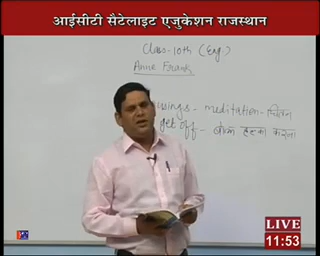 आईसीटी सैटेलाइट एजुकेशन राजस्थान
Class-10th (Eng)
Anne Frank
usings - meditation - चिंतन
get off - बोझ हल्का करना
LIVE
11:53